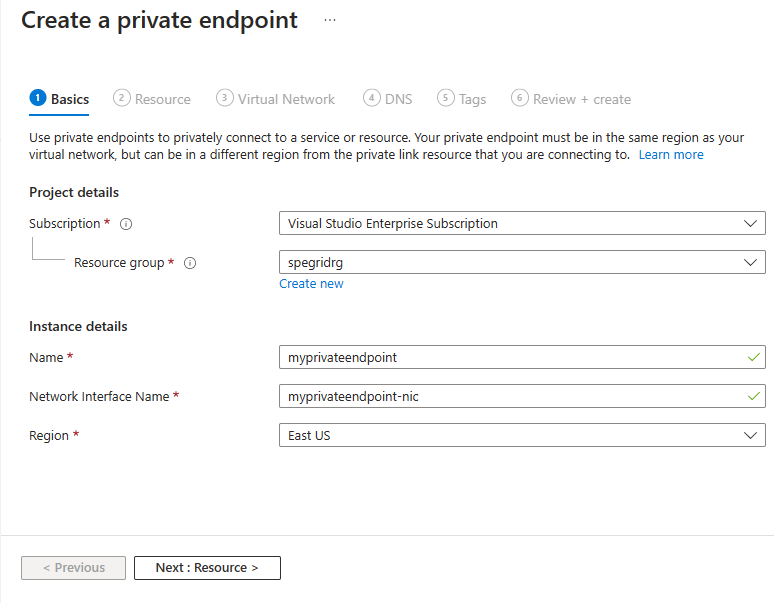 Create a private endpoint ...
1 Basics 2 Resource 3 Virtual Network 4 DNS 5 Tags 6 Review + create
Use private endpoints to privately connect to a service or resource. Your private endpoint must be in the same region as your
virtual network, but can be in a different region from the private link resource that you are connecting to. Learn more
Project details
Subscription * Visual Studio Enterprise Subscription
Resource group * spegridrg
Create new
Instance details
Name * myprivateendpoint
Network Interface Name * myprivateendpoint-nic
Region * East US
< Previous Next : Resource >